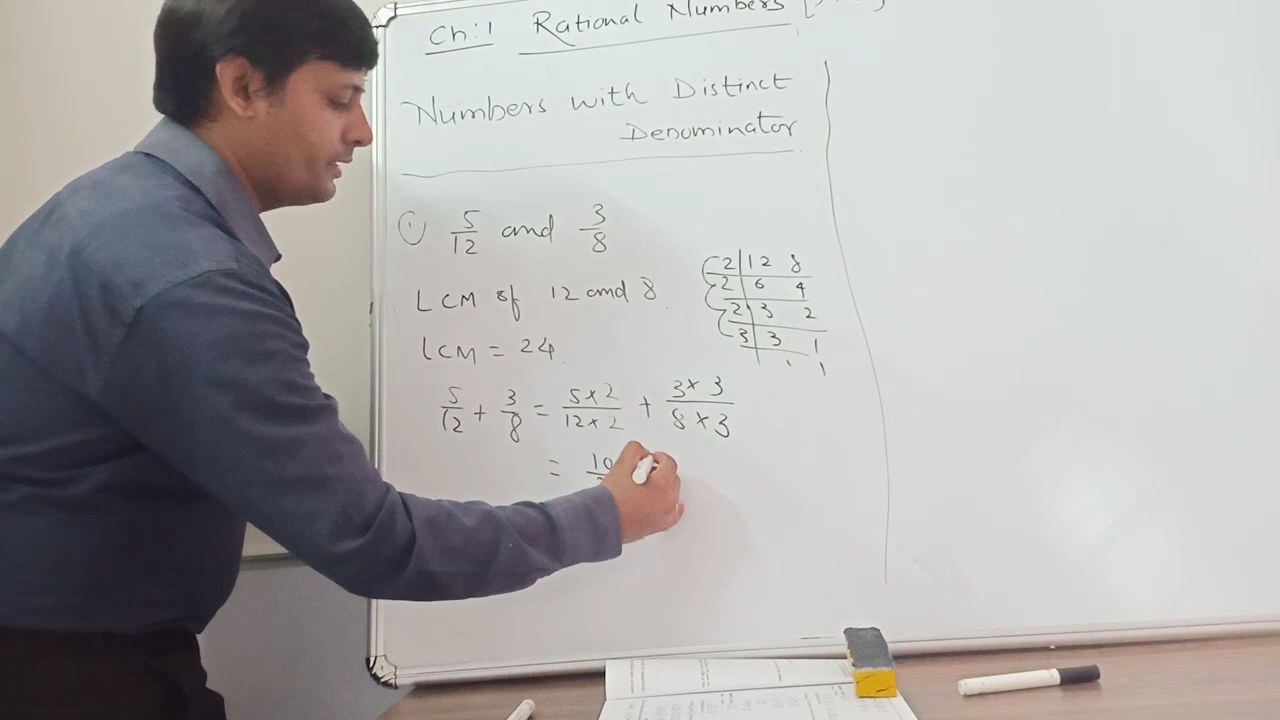 Ch:1 Rational Numbers
Numbers with Distinct
Denominator
① 5/12 and 3/8
LCM of 12 and 8.
LCM = 24.
2 | 12 8
2 | 6 4
2 | 3 2
3 | 3 1
1 1
5/12 + 3/8 = 5×2/12×2 + 3×3/8×3
= 10